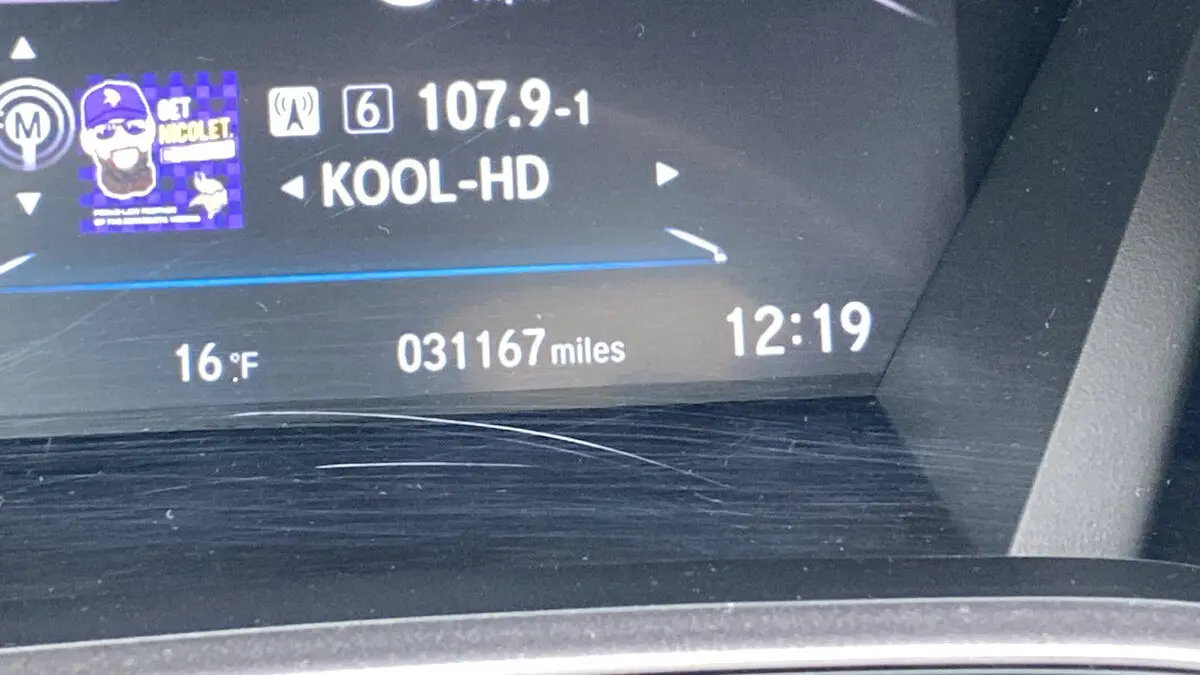 M
GET
NICOLET.
6 107.9-1
KOOL-HD
16 °F
031167 miles
12:19